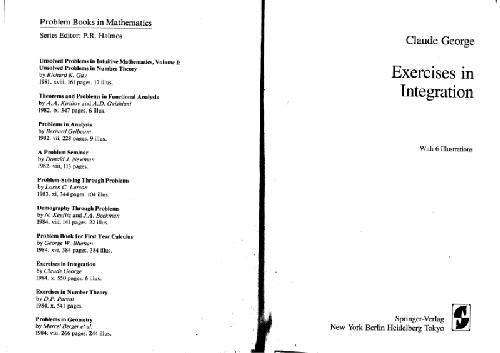 Problem Books in Mathematics
Series Editor: P.R. Halmos
Unsolved Problems in Intuitive Mathematics, Volume I:
Unsolved Problems in Number Theory
by Richard K. Guy
1981. xviii, 161 pages. 17 illus.
Theorems and Problems in Functional Analysis
by A.A. Kirillov and A.D. Gvishiani
1982. ix, 347 pages. 6 illus.
Problems in Analysis
by Bernard Gelbaum
1982. vii, 228 pages. 9 illus.
A Problem Seminar
by Donald J. Newman
1982. viii, 113 pages.
Problem-Solving Through Problems
by Loren C. Larson
1983. xi, 344 pages. 104 illus.
Demography Through Problems
by N. Keyfitz and J.A. Beekman
1984. viii, 141 pages. 22 illus.
Problem Book for First Year Calculus
by George W. Bluman
1984. xvi, 384 pages. 384 illus.
Exercises in Integration
by Claude George
1984. x, 550 pages. 6 illus.
Exercises in Number Theory
by D.P. Parent
1984. x, 541 pages.
Problems in Geometry
by Marcel Berger et al.
1984. viii, 266 pages. 244 illus.
Claude George
Exercises in
Integration
With 6 Illustrations
Springer-Verlag
New York Berlin Heidelberg Tokyo